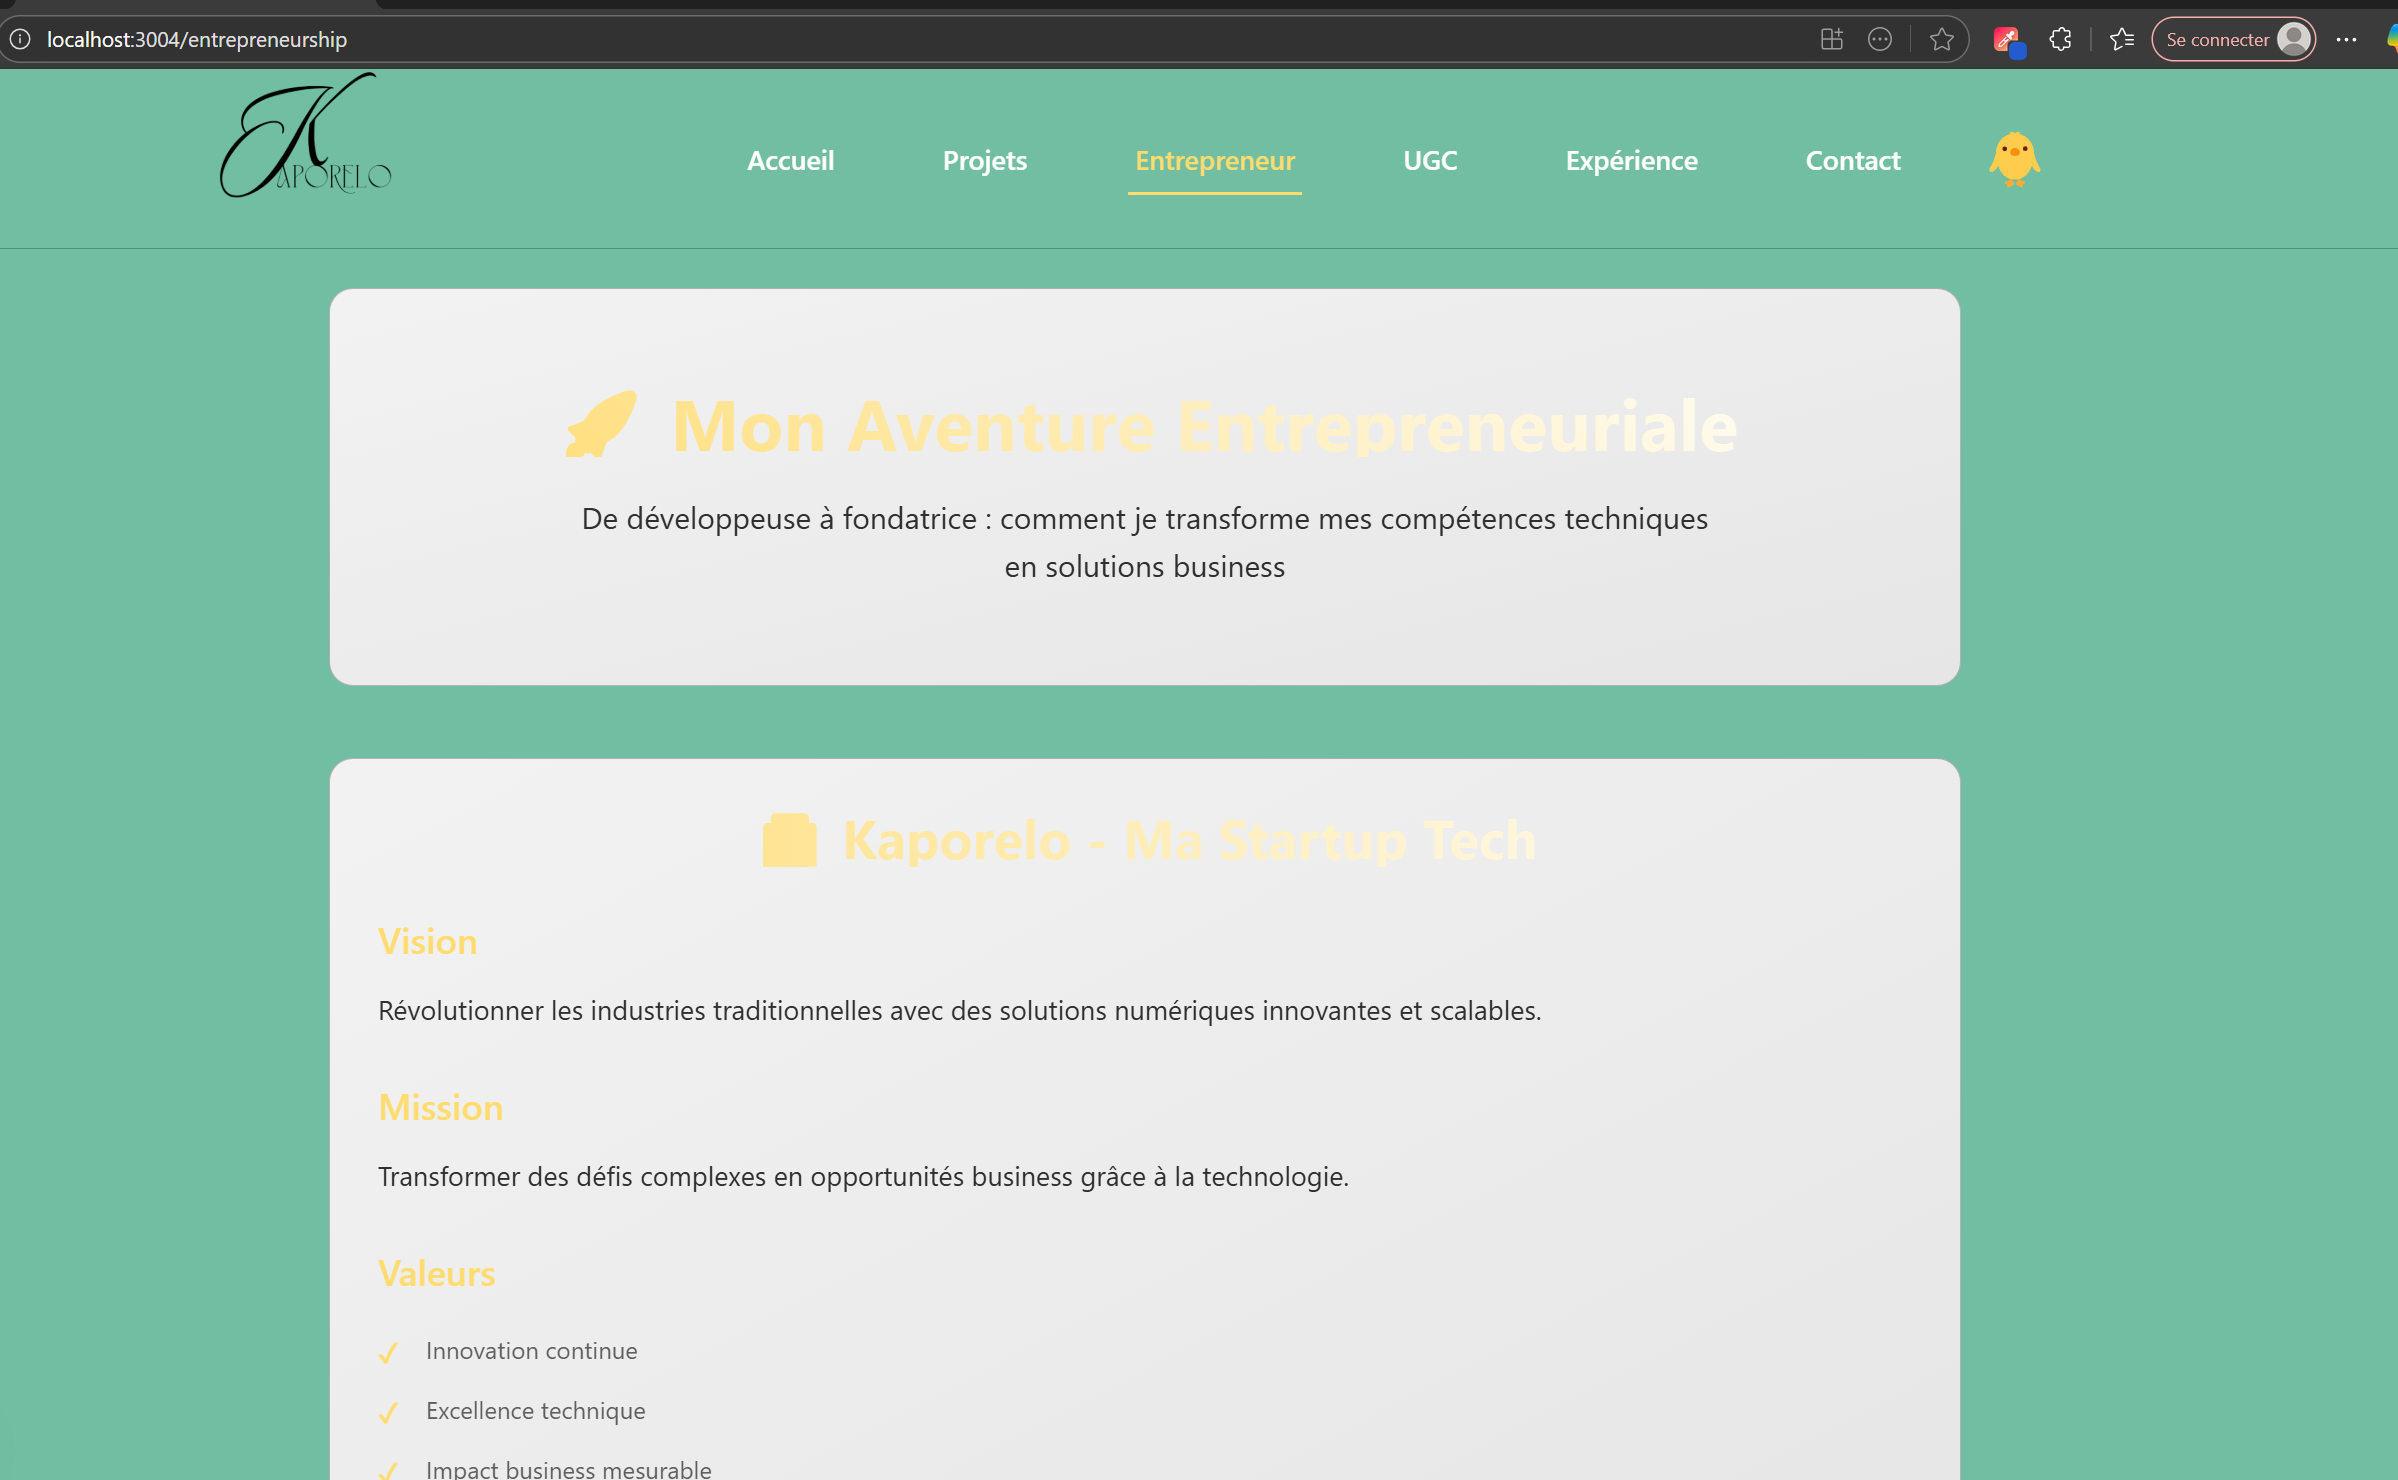 localhost:3004/entrepreneurship
Se connecter
Kaporelo
Accueil
Projets
Entrepreneur
UGC
Expérience
Contact
Mon Aventure Entrepreneuriale
De développeuse à fondatrice : comment je transforme mes compétences techniques
en solutions business
Kaporelo - Ma Startup Tech
Vision
Révolutionner les industries traditionnelles avec des solutions numériques innovantes et scalables.
Mission
Transformer des défis complexes en opportunités business grâce à la technologie.
Valeurs
✓ Innovation continue
✓ Excellence technique
✓ Impact business mesurable